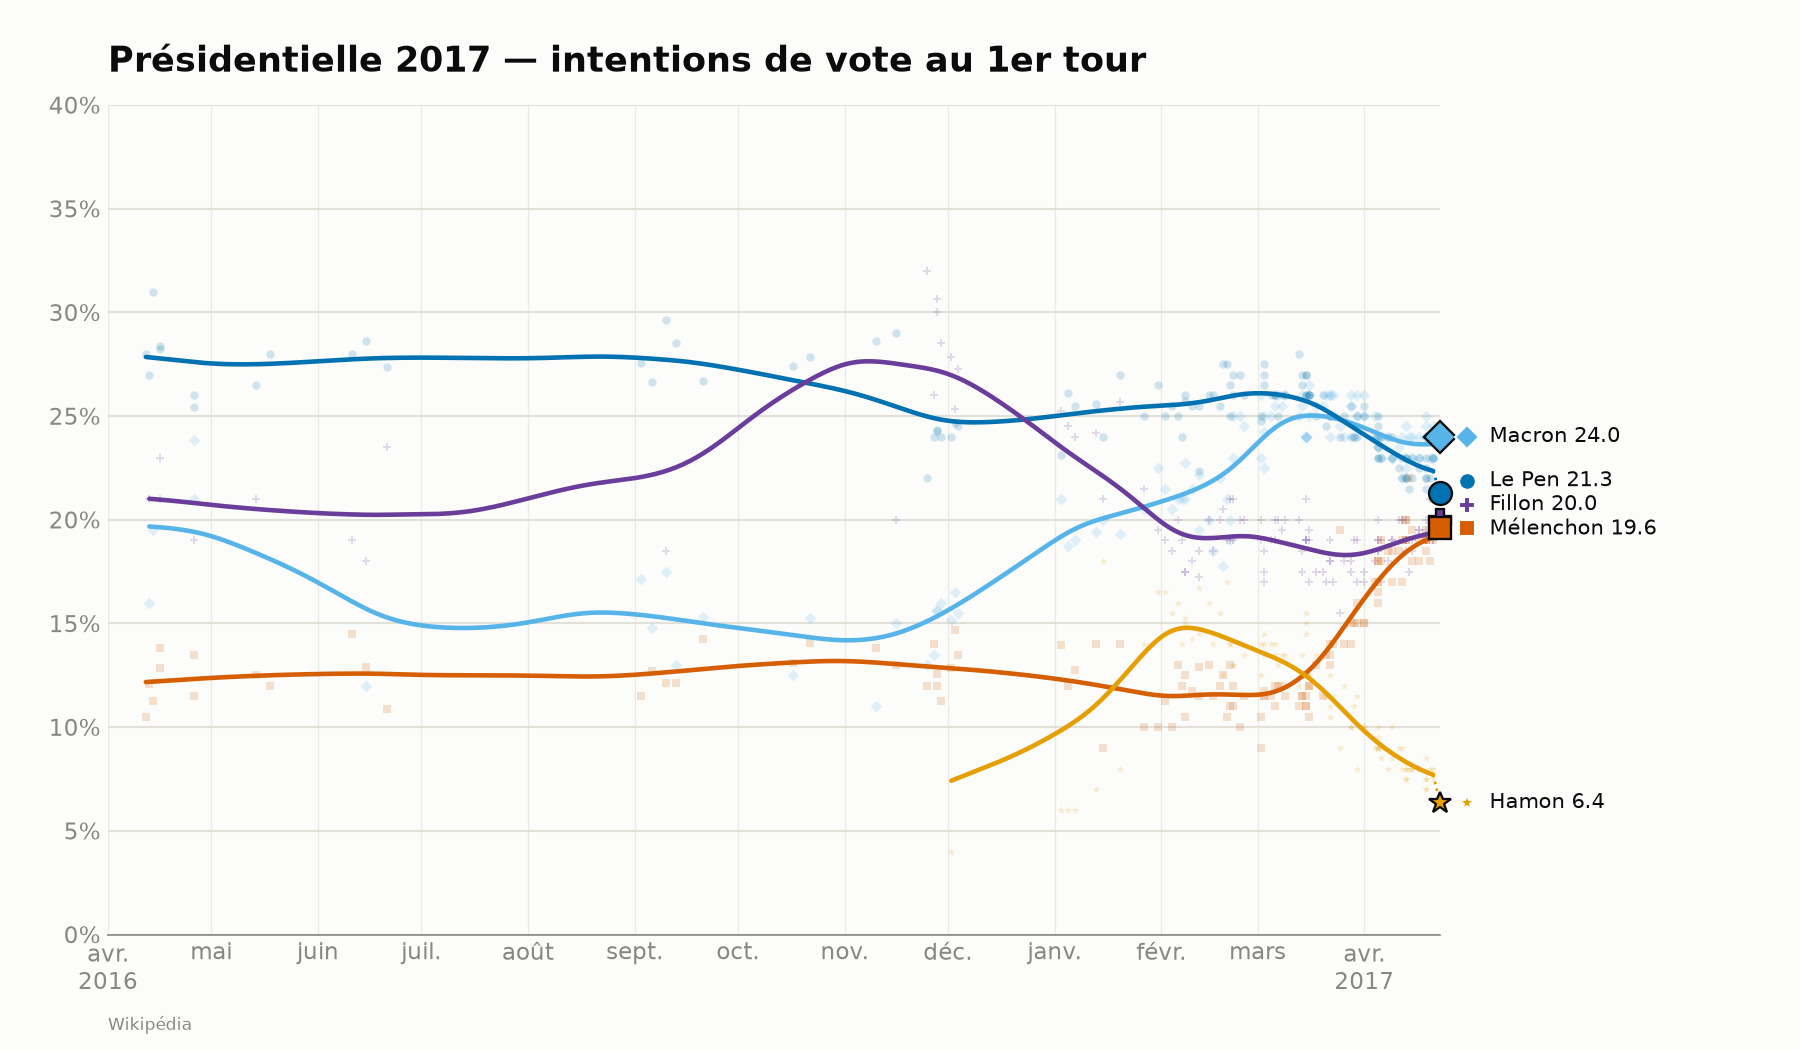 Présidentielle 2017 — intentions de vote au 1er tour
40%
35%
30%
25%
20%
15%
10%
5%
0%
Macron 24.0
Le Pen 21.3
Fillon 20.0
Mélenchon 19.6
Hamon 6.4
avr. mai juin juil. août sept. oct. nov. déc. janv. févr. mars avr.
2016 2017
Wikipédia